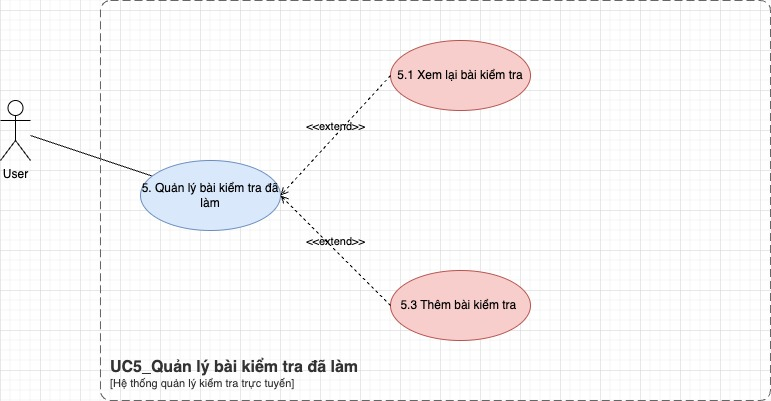 5.1 Xem lại bài kiểm tra
<<extend>>
User
5. Quản lý bài kiểm tra đã
làm
<<extend>>
5.3 Thêm bài kiểm tra
UC5_Quản lý bài kiểm tra đã làm
[Hệ thống quản lý kiểm tra trực tuyến]